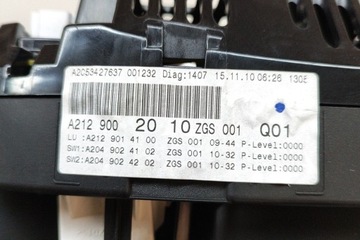 A2C53427637 001232 Diag:1407 15.11.10 06:26 130E
A212 900 20 10 ZGS 001 Q01
LU :A212 901 41 00 ZGS 001 09-44 P-Level:0000
SW1:A204 902 41 02 ZGS 001 10-32 P-Level:0000
SW2:A204 902 42 02 ZGS 001 10-32 P-Level:0000